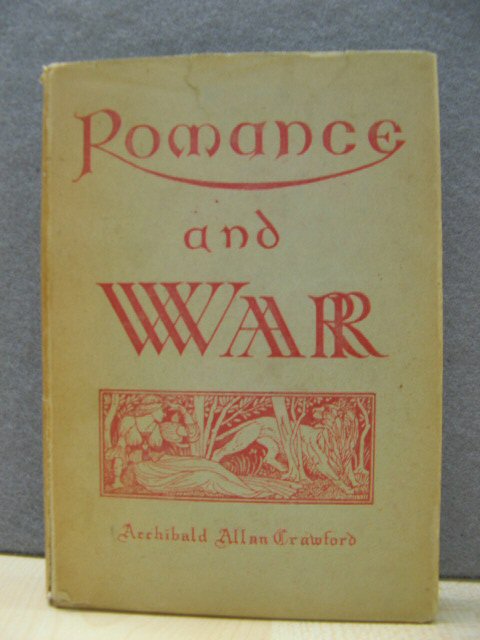 Romance
and
WAR
Archibald Allan Crawford